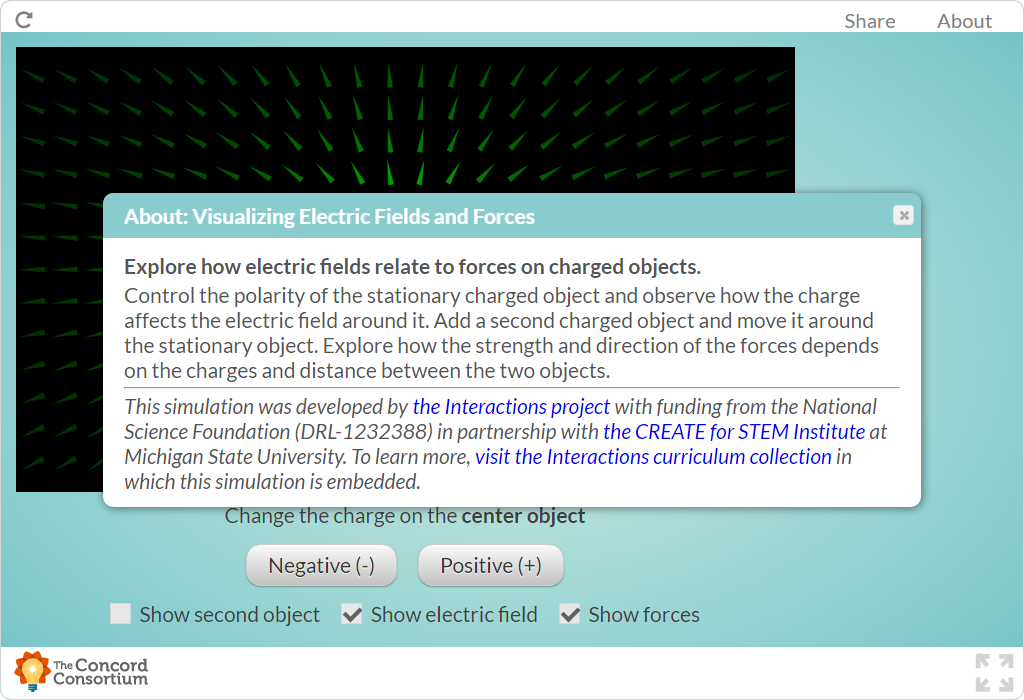 Share About
About: Visualizing Electric Fields and Forces
Explore how electric fields relate to forces on charged objects.
Control the polarity of the stationary charged object and observe how the charge
affects the electric field around it. Add a second charged object and move it around
the stationary object. Explore how the strength and direction of the forces depends
on the charges and distance between the two objects.
This simulation was developed by the Interactions project with funding from the National
Science Foundation (DRL-1232388) in partnership with the CREATE for STEM Institute at
Michigan State University. To learn more, visit the Interactions curriculum collection in
which this simulation is embedded.
Change the charge on the center object
Negative (-) Positive (+)
Show second object Show electric field Show forces
The Concord
Consortium